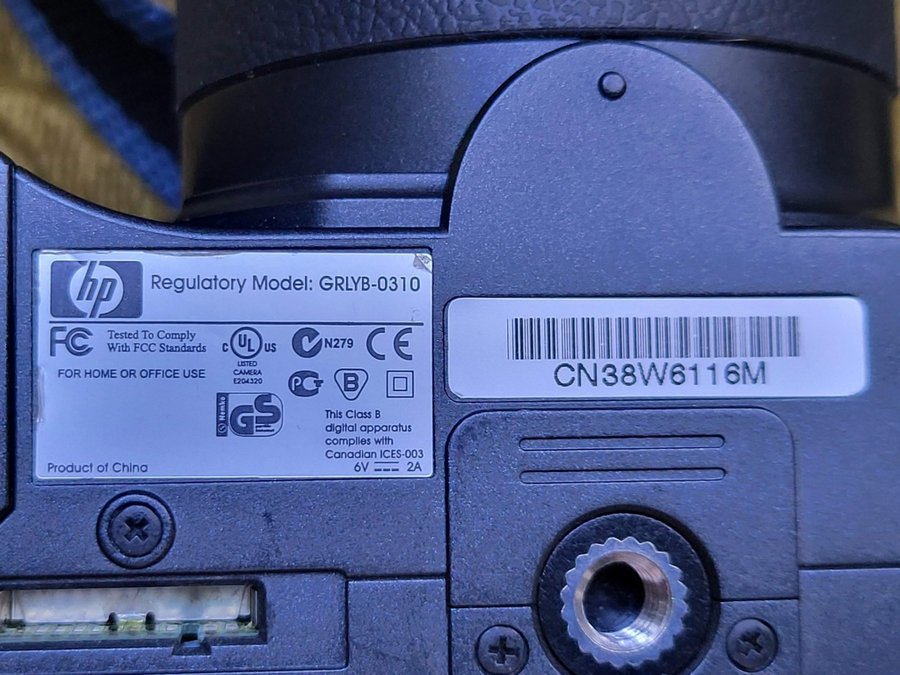 hp
Regulatory Model: GRLYB-0310
FC
Tested To Comply
With FCC Standards
FOR HOME OR OFFICE USE
C UL US
LISTED
CAMERA
E204320
N279
CE
PG
B
Nemko
GS
This Class B
digital apparatus
complies with
Canadian ICES-003
Product of China
6V 2A
CN38W6116M